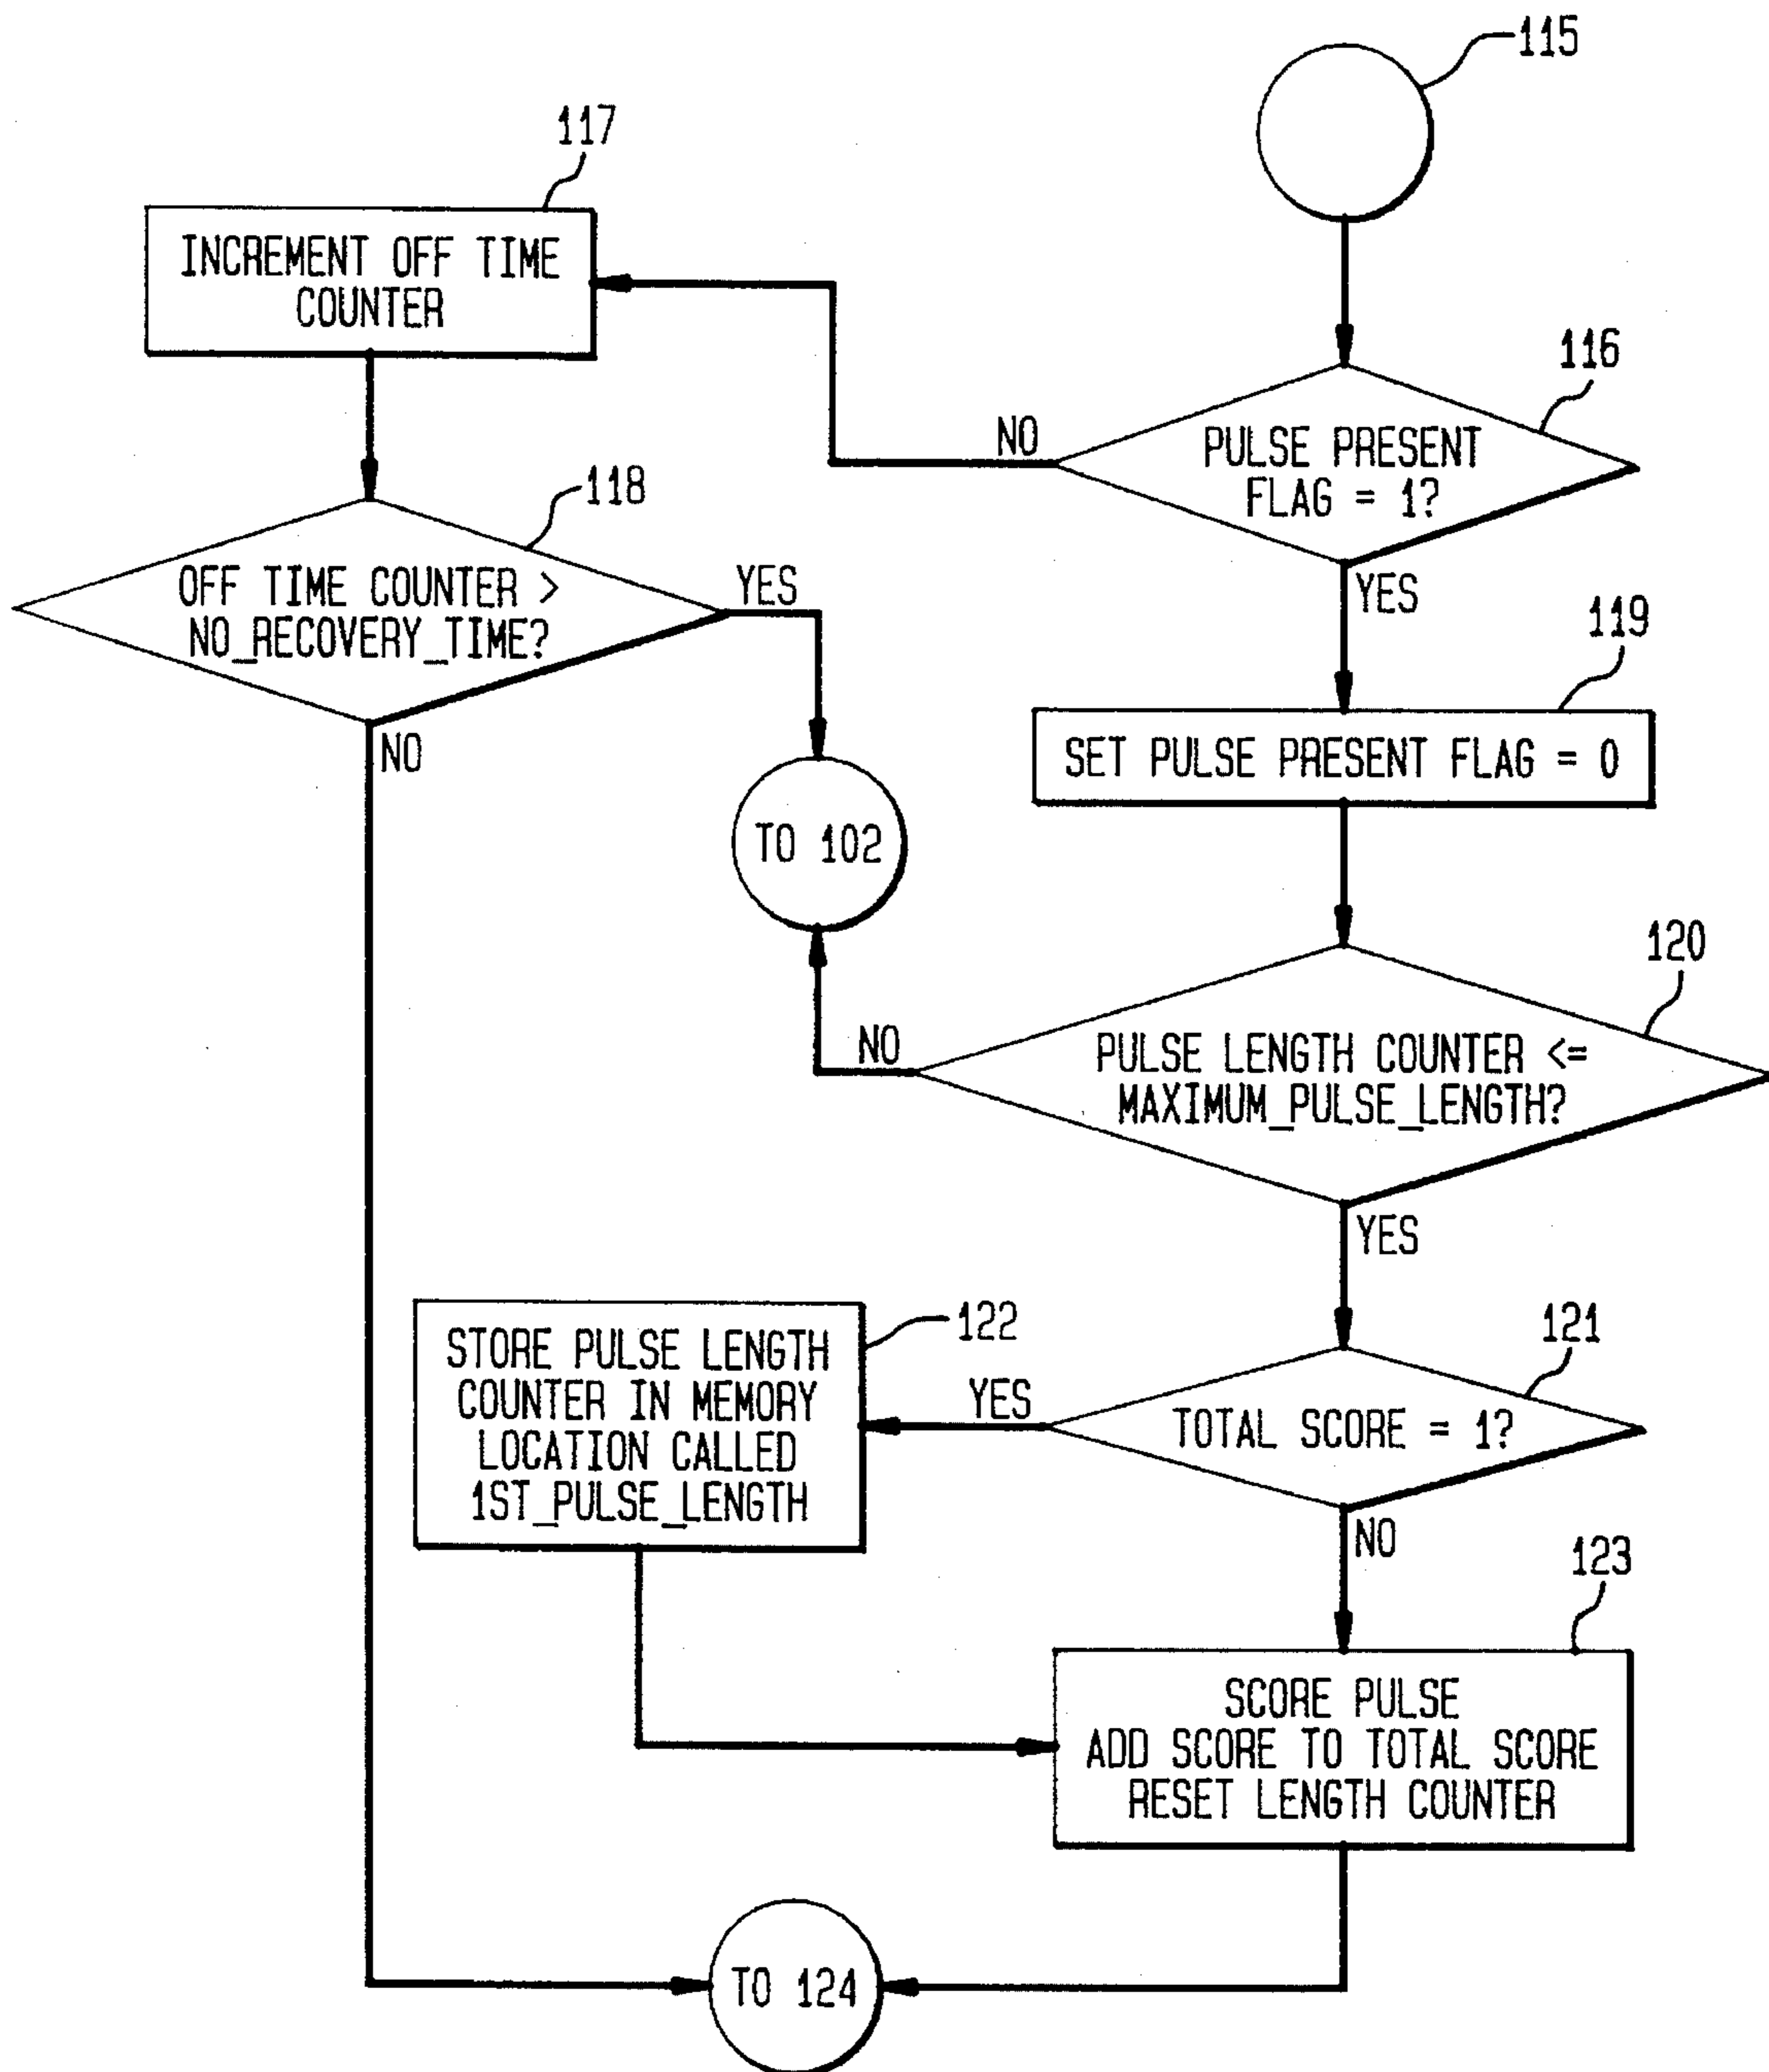 115
117
INCREMENT OFF TIME
COUNTER
116
PULSE PRESENT
FLAG = 1?
NO
YES
118
OFF TIME COUNTER >
NO_RECOVERY_TIME?
YES
NO
119
SET PULSE PRESENT FLAG = 0
TO 102
120
PULSE LENGTH COUNTER <=
MAXIMUM_PULSE_LENGTH?
NO
YES
122
STORE PULSE LENGTH
COUNTER IN MEMORY
LOCATION CALLED
1ST_PULSE_LENGTH
121
TOTAL SCORE = 1?
YES
NO
123
SCORE PULSE
ADD SCORE TO TOTAL SCORE
RESET LENGTH COUNTER
TO 124